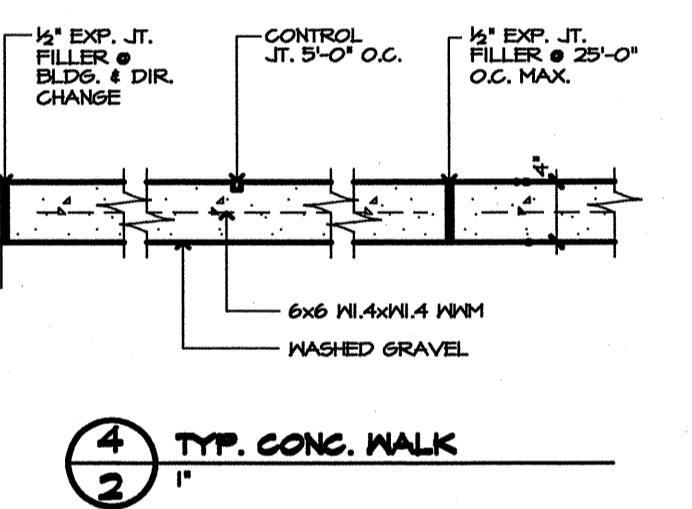 ½" EXP. JT.
FILLER @
BLDG. & DIR.
CHANGE
CONTROL
JT. 5'-0" O.C.
½" EXP. JT.
FILLER @ 25'-0"
O.C. MAX.
4"
6x6 W1.4xW1.4 WWM
WASHED GRAVEL
4
TYP. CONC. WALK
2
1"